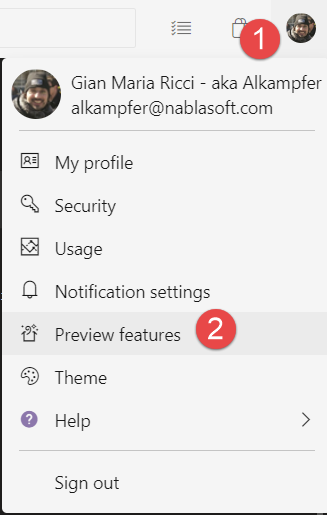 1
Gian Maria Ricci - aka Alkampfer
alkampfer@nablasoft.com
My profile
Security
Usage
Notification settings
Preview features 2
Theme
Help
Sign out